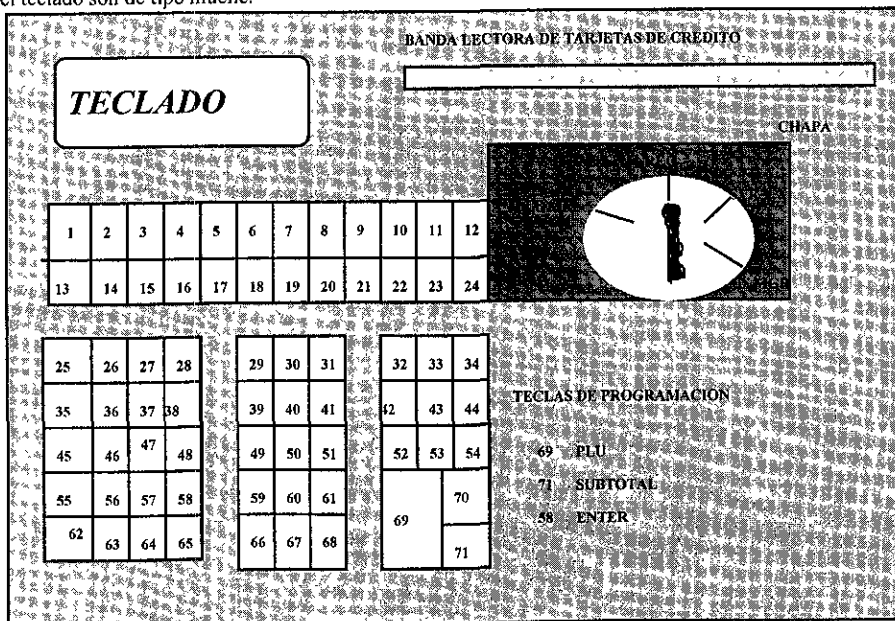 el teclado son de tipo muelle.
BANDA LECTORA DE TARJETAS DE CREDITO
TECLADO
CHAPA
1 2 3 4 5 6 7 8 9 10 11 12
13 14 15 16 17 18 19 20 21 22 23 24
25 26 27 28 29 30 31 32 33 34
35 36 37 38 39 40 41 42 43 44
TECLAS DE PROGRAMACION
45 46 47 48 49 50 51 52 53 54
69 PLU
55 56 57 58 59 60 61 69 70
71 SUBTOTAL
58 ENTER
62 63 64 65 66 67 68 71